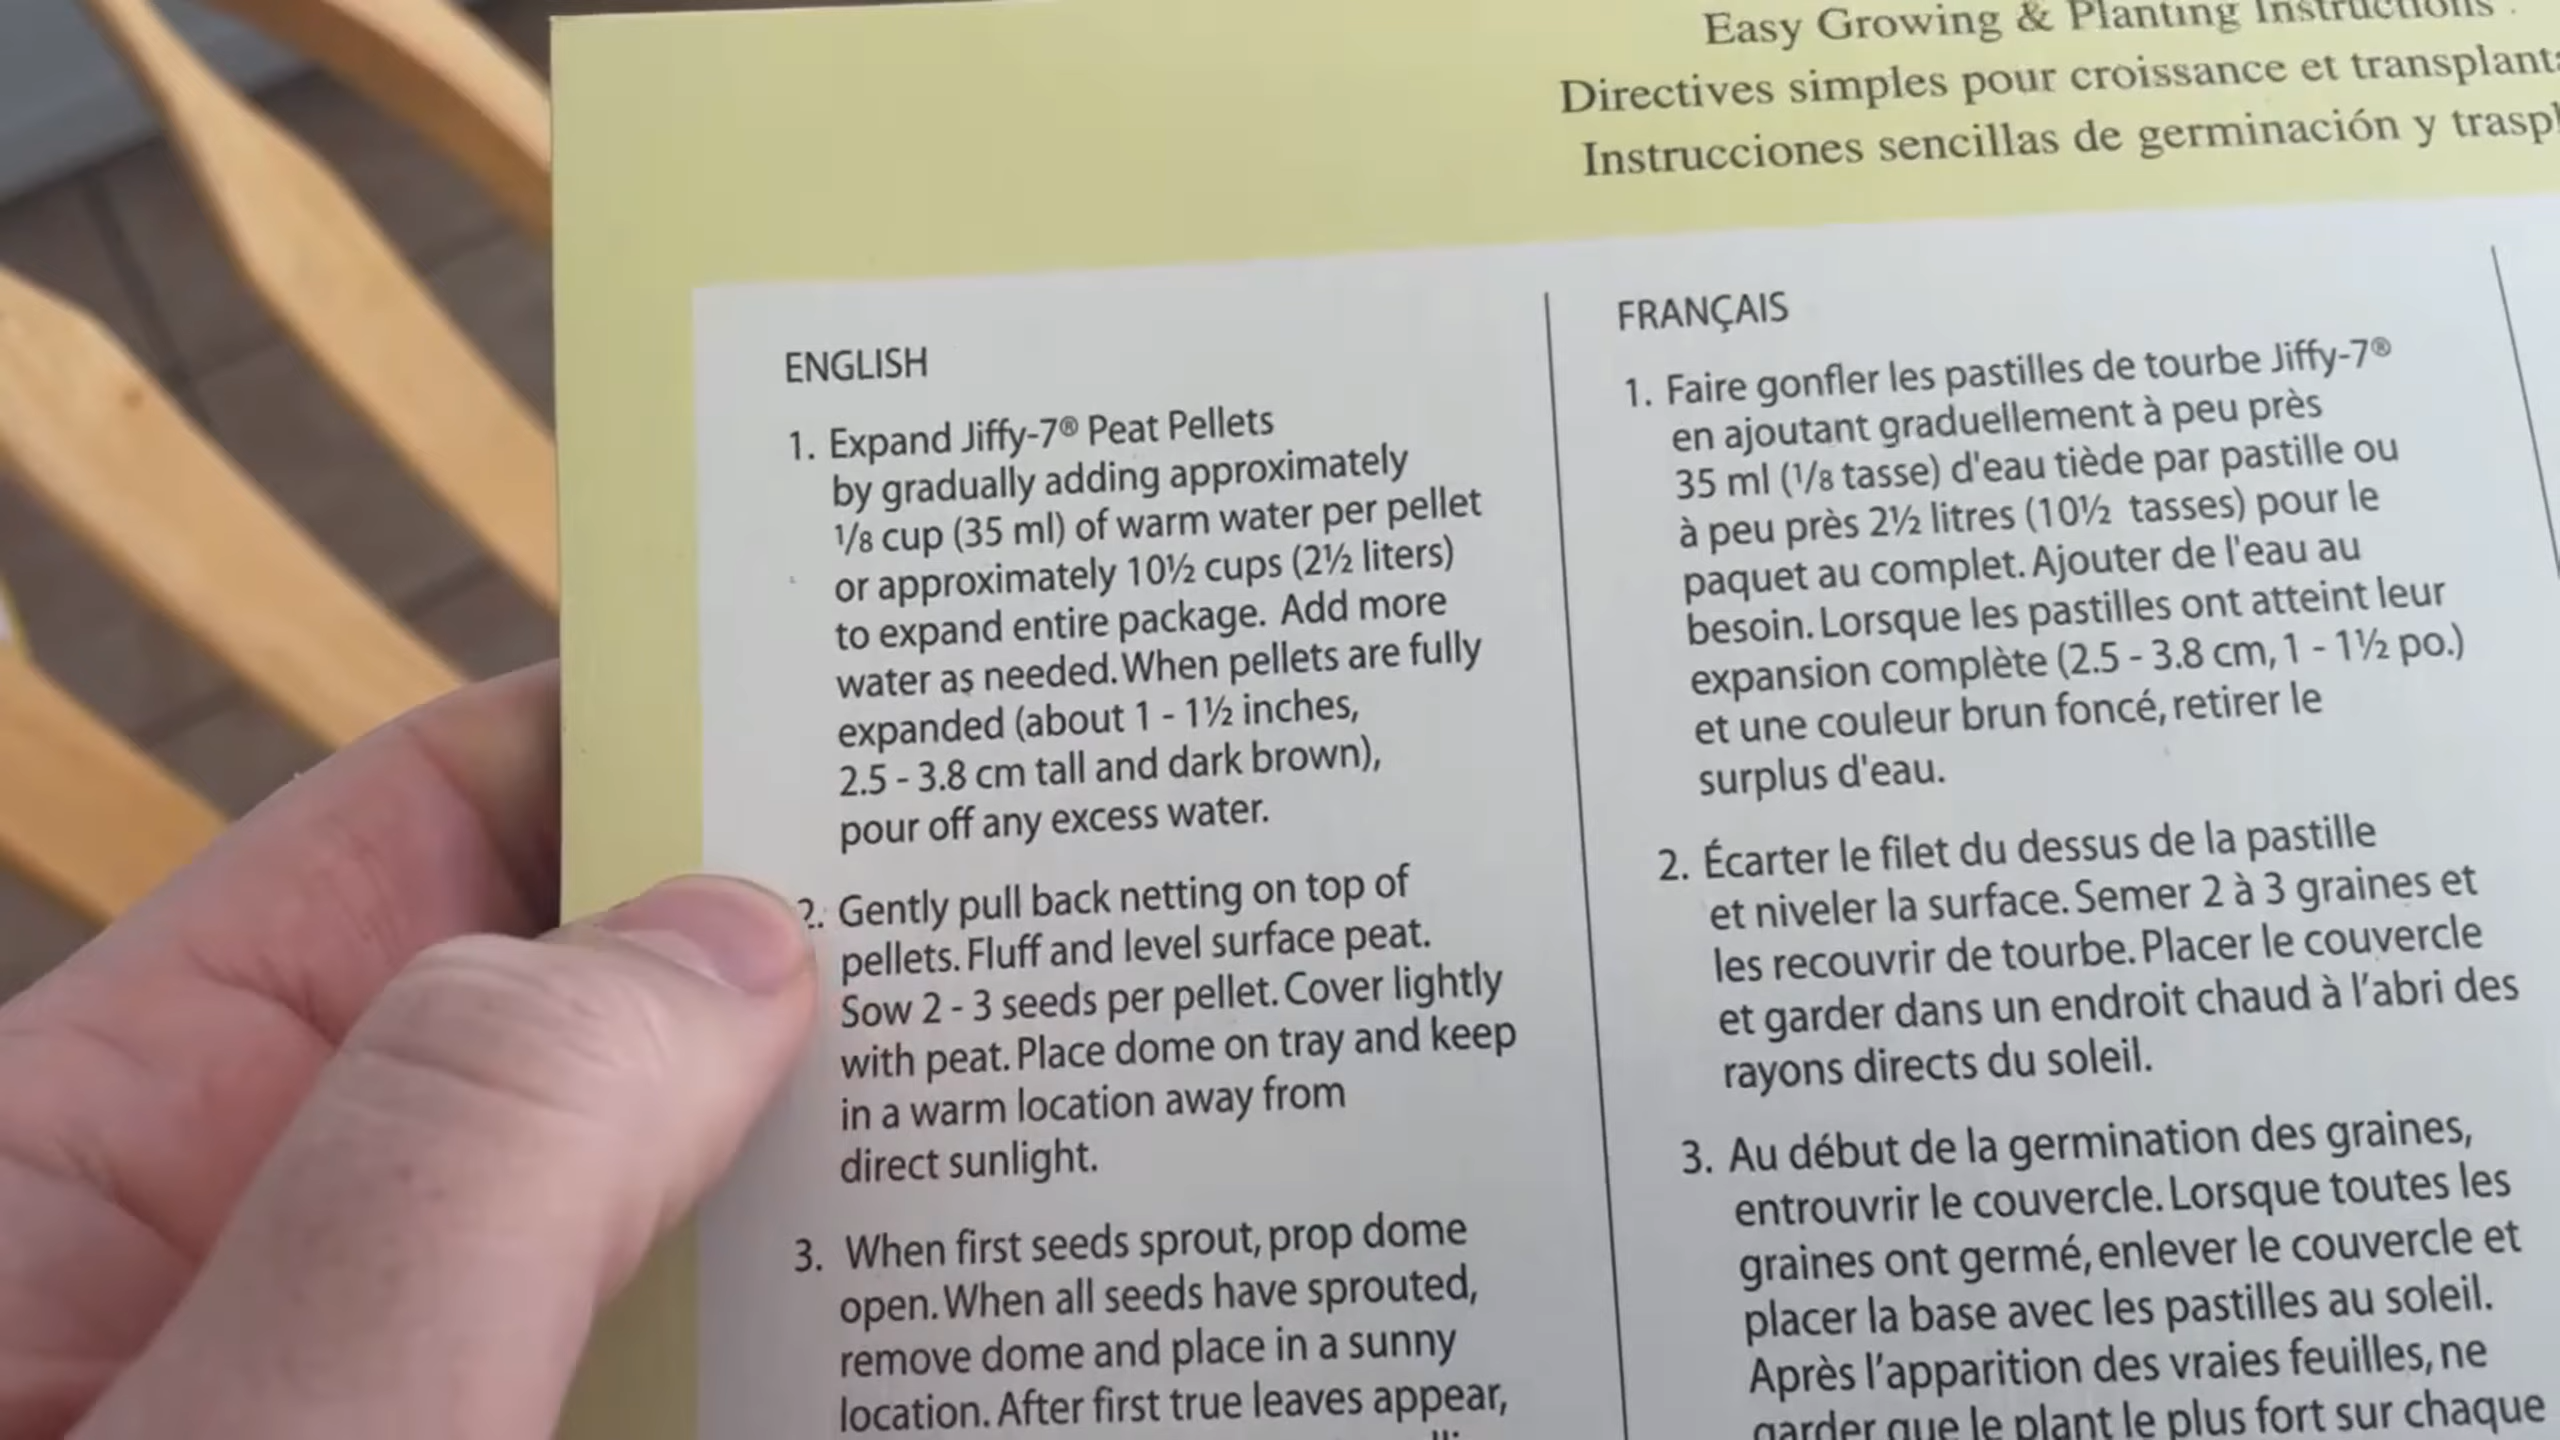 Easy Growing & Planting Instructions :
Directives simples pour croissance et
Instrucciones sencillas de germinación y
ENGLISH
1. Expand Jiffy-7® Peat Pellets
by gradually adding approximately
1/8 cup (35 ml) of warm water per pellet
or approximately 10½ cups (2½ liters)
to expand entire package. Add more
water as needed. When pellets are fully
expanded (about 1 - 1½ inches,
2.5 - 3.8 cm tall and dark brown),
pour off any excess water.
2. Gently pull back netting on top of
pellets. Fluff and level surface peat.
Sow 2 - 3 seeds per pellet. Cover lightly
with peat. Place dome on tray and keep
in a warm location away from
direct sunlight.
3. When first seeds sprout, prop dome
open. When all seeds have sprouted,
remove dome and place in a sunny
location. After first true leaves appear,
FRANÇAIS
1. Faire gonfler les pastilles de tourbe Jiffy-7®
en ajoutant graduellement à peu près
35 ml (1/8 tasse) d'eau tiède par pastille ou
à peu près 2½ litres (10½ tasses) pour le
paquet au complet. Ajouter de l'eau au
besoin. Lorsque les pastilles ont atteint leur
expansion complète (2.5 - 3.8 cm, 1 - 1½ po.)
et une couleur brun foncé, retirer le
surplus d'eau.
2. Écarter le filet du dessus de la pastille
et niveler la surface. Semer 2 à 3 graines et
les recouvrir de tourbe. Placer le couvercle
et garder dans un endroit chaud à l'abri des
rayons directs du soleil.
3. Au début de la germination des graines,
entrouvrir le couvercle. Lorsque toutes les
graines ont germé, enlever le couvercle et
placer la base avec les pastilles au soleil.
Après l'apparition des vraies feuilles, ne
garder que le plant le plus fort sur chaque